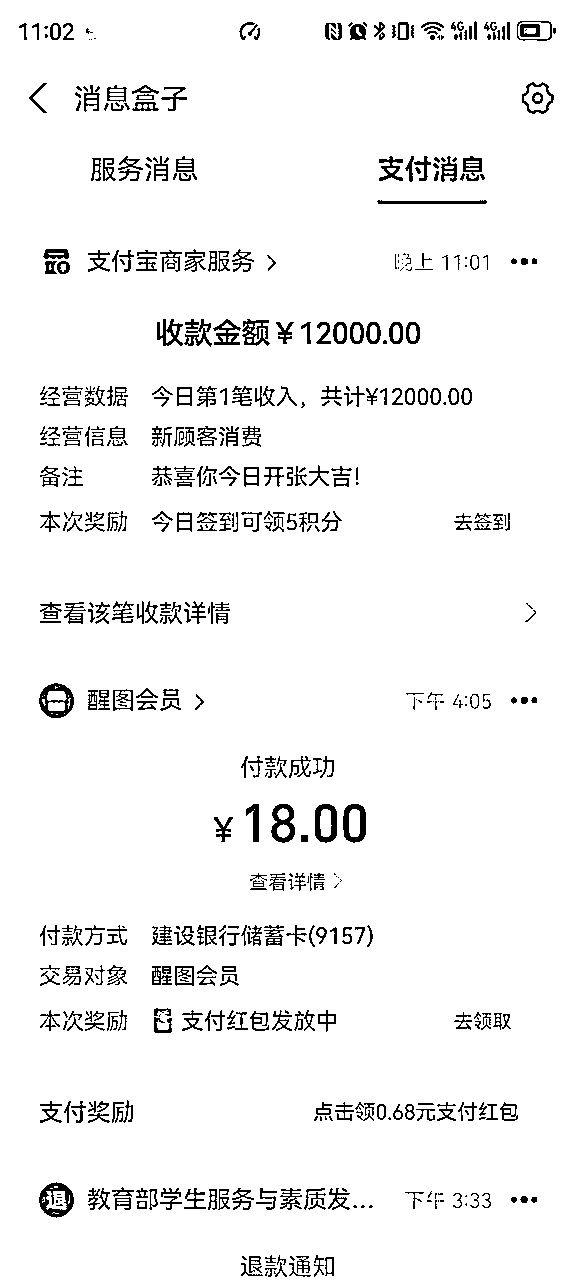 11:02
消息盒子
服务消息 支付消息
支付宝商家服务 > 晚上 11:01
收款金额￥12000.00
经营数据 今日第1笔收入，共计¥12000.00
经营信息 新顾客消费
备注 恭喜你今日开张大吉!
本次奖励 今日签到可领5积分 去签到
查看该笔收款详情
醒图会员 > 下午 4:05
付款成功
￥18.00
查看详情
付款方式 建设银行储蓄卡(9157)
交易对象 醒图会员
本次奖励 支付红包发放中 去领取
支付奖励 点击领0.68元支付红包
退 教育部学生服务与素质发... 下午 3:33
退款通知